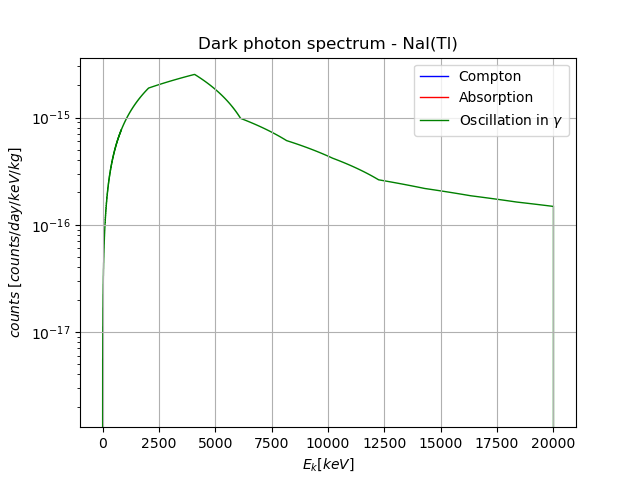 Dark photon spectrum - NaI(Tl)
Compton
Absorption
Oscillation in γ
10⁻¹⁵
10⁻¹⁶
10⁻¹⁷
counts [counts/day/keV/kg]
0 2500 5000 7500 10000 12500 15000 17500 20000
E_k[keV]